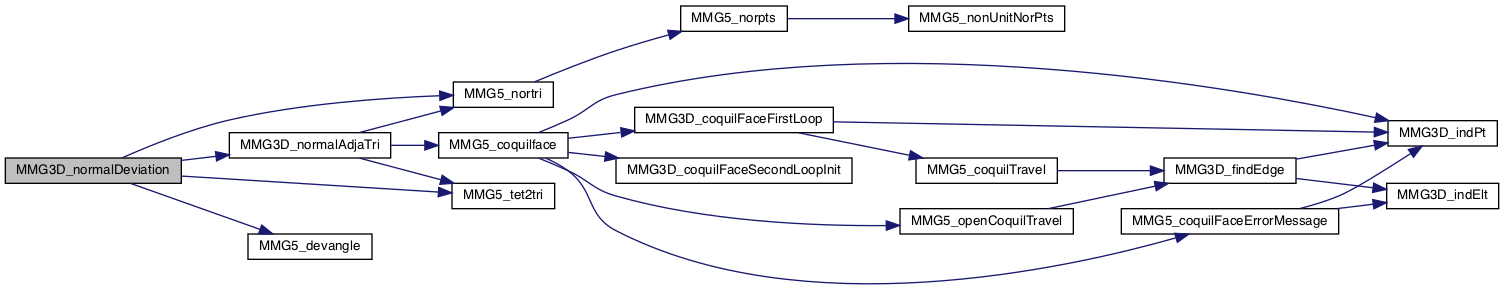 MMG5_norpts
MMG5_nonUnitNorPts
MMG5_nortri
MMG3D_coquilFaceFirstLoop
MMG3D_indPt
MMG3D_normalAdjaTri
MMG5_coquilface
MMG3D_normalDeviation
MMG3D_coquilFaceSecondLoopInit
MMG5_coquilTravel
MMG3D_findEdge
MMG5_tet2tri
MMG3D_indElt
MMG5_openCoquilTravel
MMG5_coquilFaceErrorMessage
MMG5_devangle